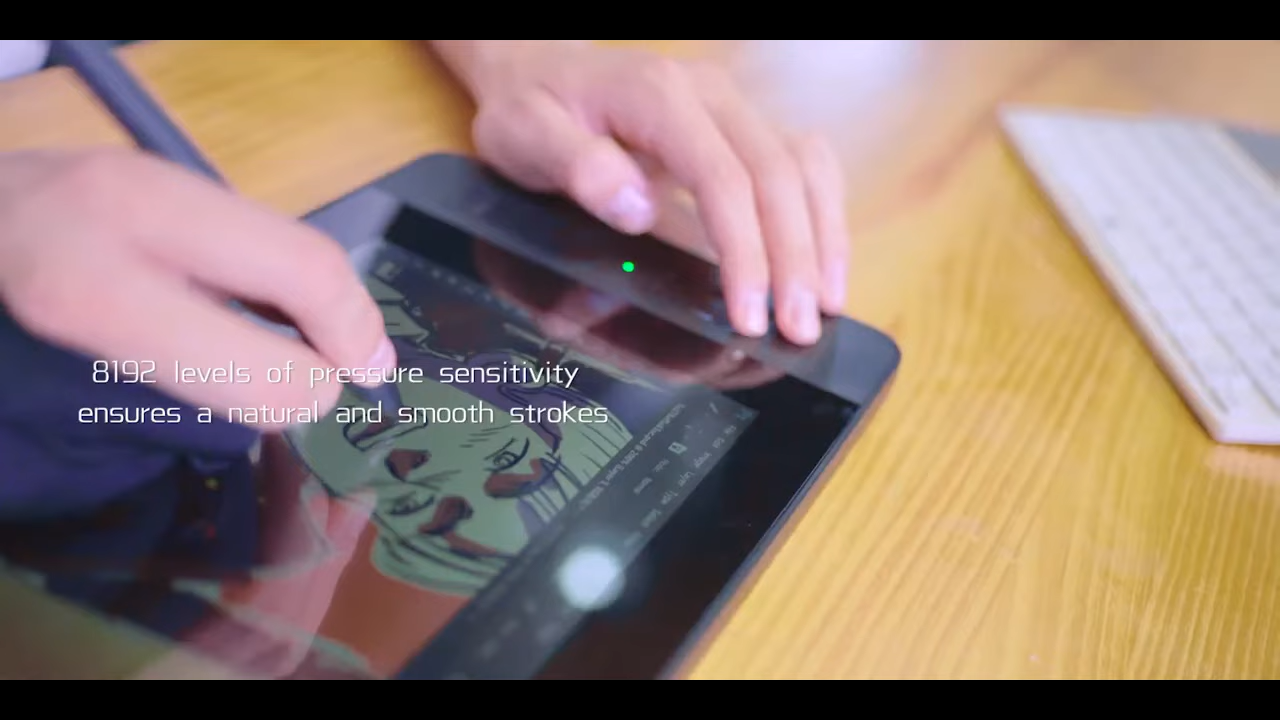 8192 levels of pressure sensitivity
ensures a natural and smooth strokes